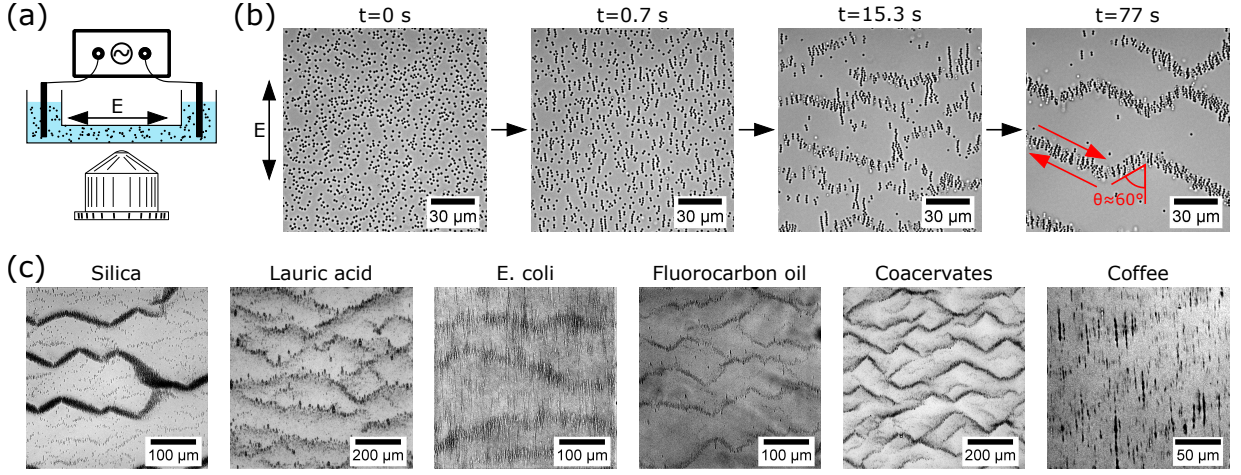 (a)
E
(b)
t=0 s
t=0.7 s
t=15.3 s
t=77 s
E
30 µm
30 µm
30 µm
θ≈60°
30 µm
(c)
Silica
Lauric acid
E. coli
Fluorocarbon oil
Coacervates
Coffee
100 µm
200 µm
100 µm
100 µm
200 µm
50 µm